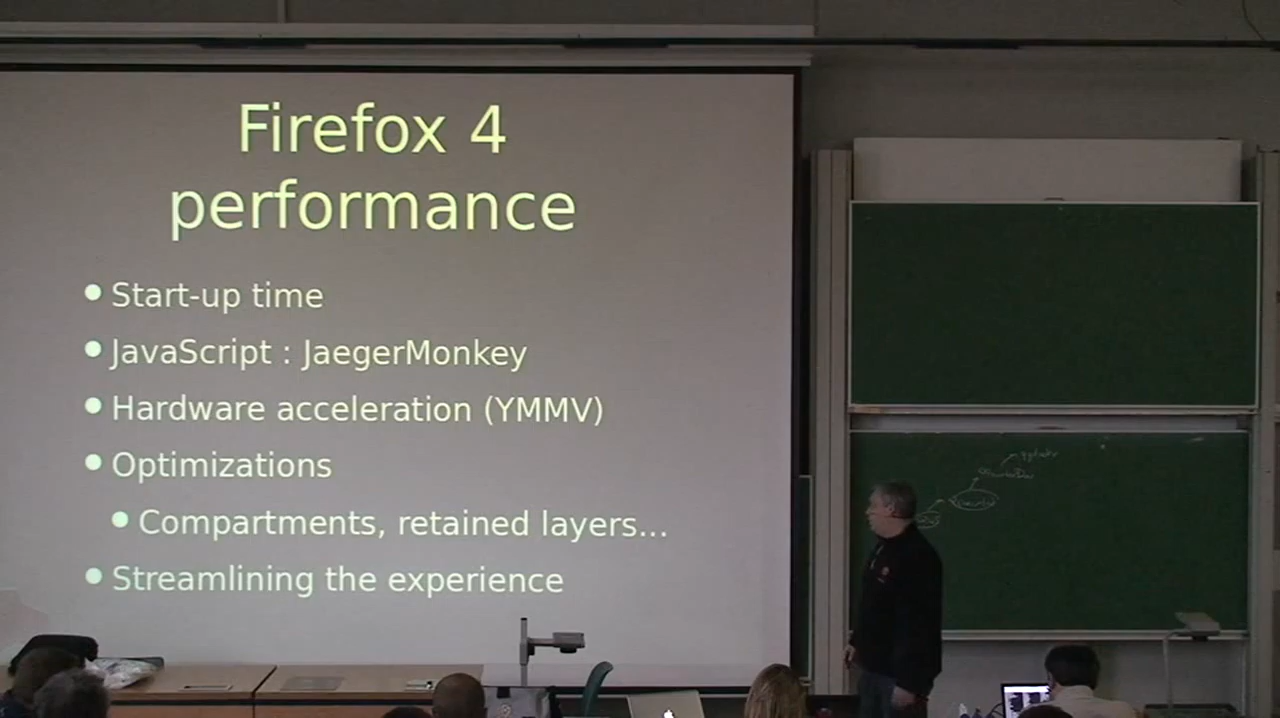 Firefox 4
performance
Start-up time
JavaScript : JaegerMonkey
Hardware acceleration (YMMV)
Optimizations
Compartments, retained layers...
Streamlining the experience